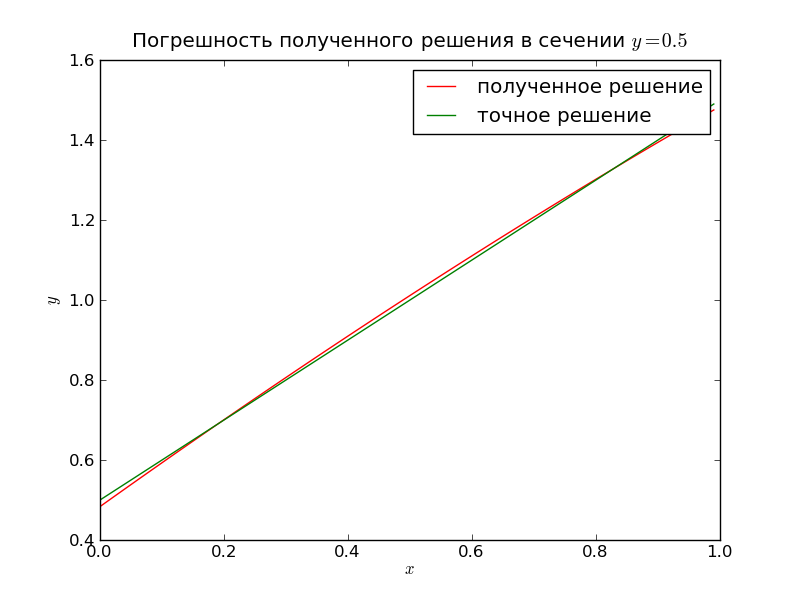 Погрешность полученного решения в сечении y=0.5
1.6
полученное решение
точное решение
1.4
1.2
1.0
y
0.8
0.6
0.4
0.0 0.2 0.4 0.6 0.8 1.0
x